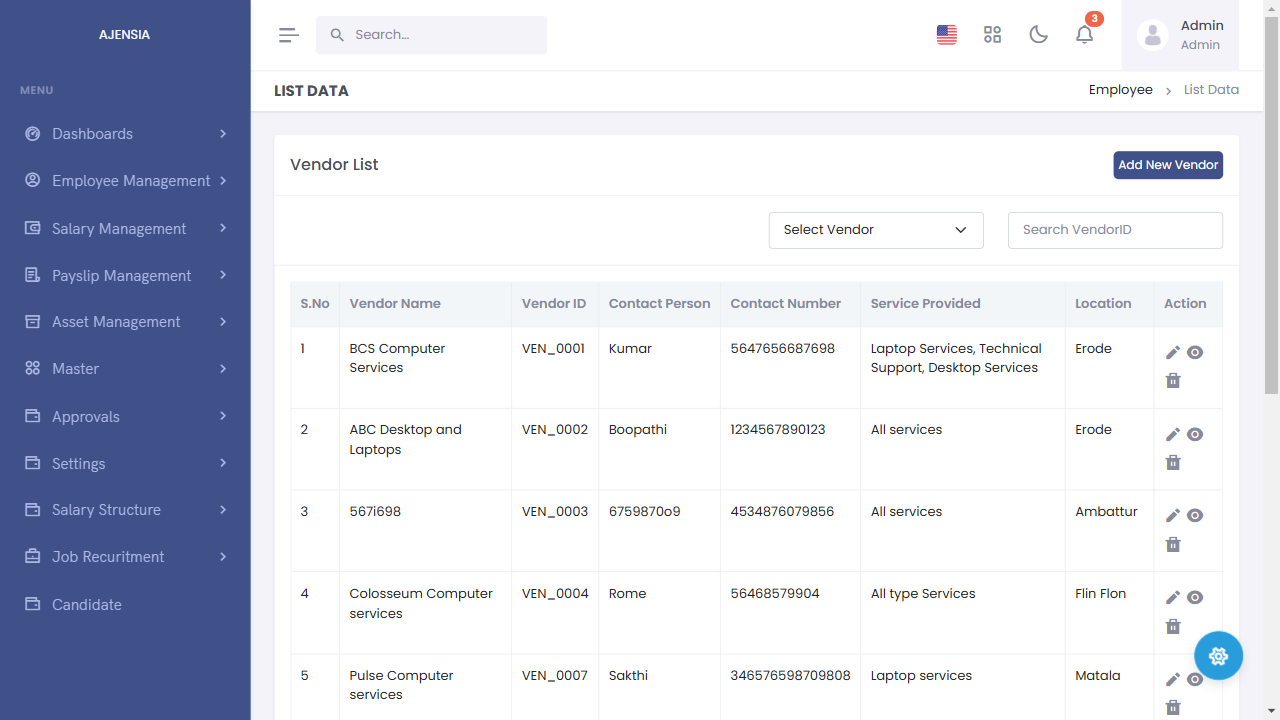 AJENSIA
Search...
3
Admin
Admin
MENU
Dashboards
Employee Management
Salary Management
Payslip Management
Asset Management
Master
Approvals
Settings
Salary Structure
Job Recuritment
Candidate
LIST DATA
Employee > List Data
Vendor List
Add New Vendor
Select Vendor
Search VendorID
S.No Vendor Name Vendor ID Contact Person Contact Number Service Provided Location Action
1 BCS Computer VEN_0001 Kumar 5647656687698 Laptop Services, Technical Erode
Services Support, Desktop Services
2 ABC Desktop and VEN_0002 Boopathi 1234567890123 All services Erode
Laptops
3 567i698 VEN_0003 6759870o9 4534876079856 All services Ambattur
4 Colosseum Computer VEN_0004 Rome 56468579904 All type Services Flin Flon
services
5 Pulse Computer VEN_0007 Sakthi 346576598709808 Laptop services Matala
services